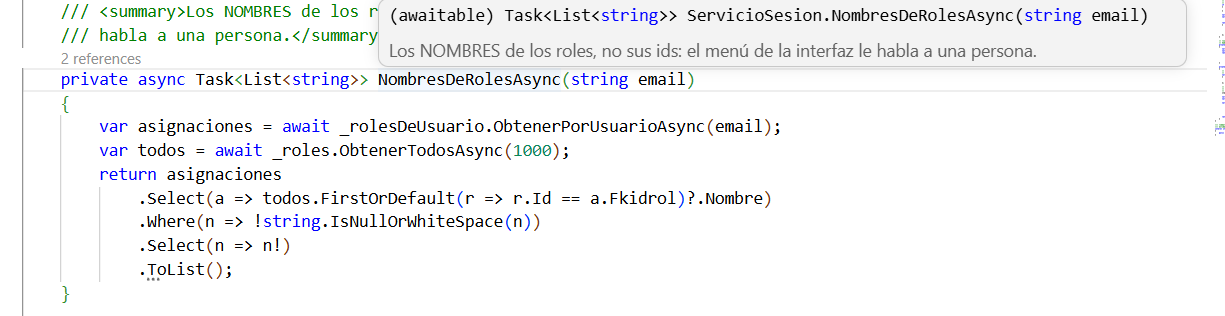 /// <summary>Los NOMBRES de los r
(awaitable) Task<List<string>> ServicioSesion.NombresDeRolesAsync(string email)
/// habla a una persona.</summary
Los NOMBRES de los roles, no sus ids: el menú de la interfaz le habla a una persona.
2 references
private async Task<List<string>> NombresDeRolesAsync(string email)
{
    var asignaciones = await _rolesDeUsuario.ObtenerPorUsuarioAsync(email);
    var todos = await _roles.ObtenerTodosAsync(1000);
    return asignaciones
        .Select(a => todos.FirstOrDefault(r => r.Id == a.Fkidrol)?.Nombre)
        .Where(n => !string.IsNullOrWhiteSpace(n))
        .Select(n => n!)
        .ToList();
}